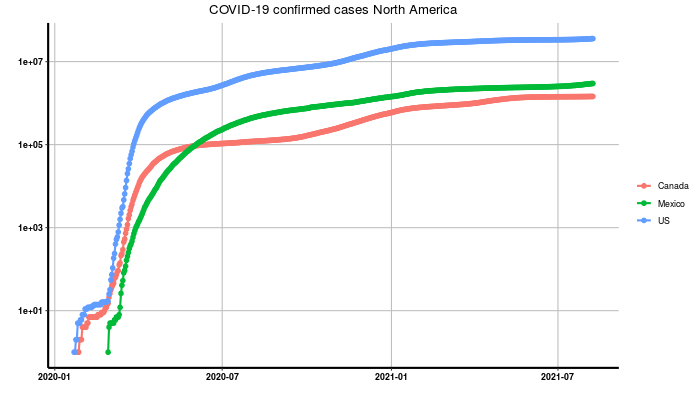 COVID-19 confirmed cases North America
1e+07
1e+05
1e+03
1e+01
2020-01
2020-07
2021-01
2021-07
Canada
Mexico
US